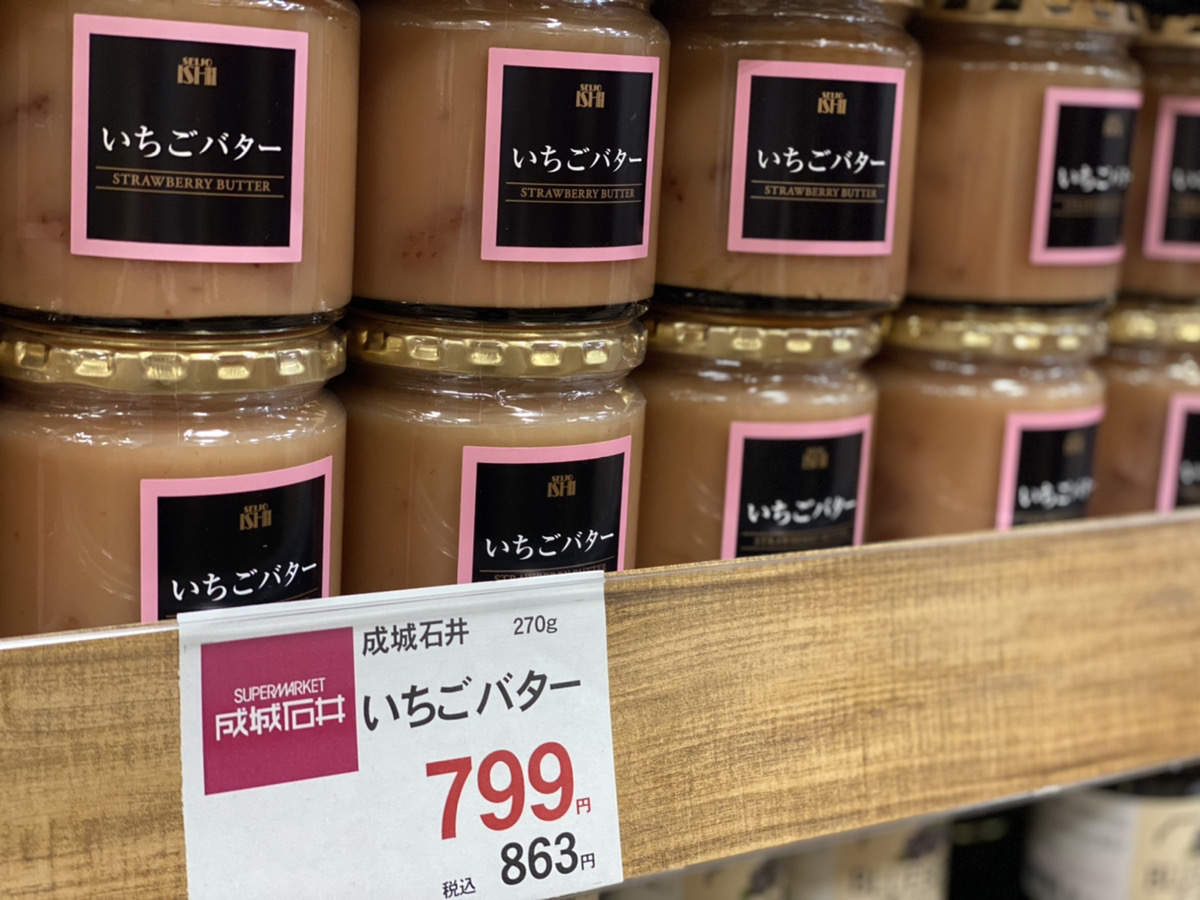 SEIJO
ISHII
いちごバター
STRAWBERRY BUTTER
SEIJO
ISHII
いちごバター
STRAWBERRY BUTTER
SEIJO
ISHII
いちごバター
STRAWBERRY BUTTER
いちごバ
SEIJO
ISHII
いちごバター
SEIJO
ISHII
いちごバター
STRAWBERRY BUTTER
いちごバター
STRAWBERRY BUTTER
いちごバ
成城石井 270g
いちごバター
SUPERMARKET
成城石井
799円
税込 863円